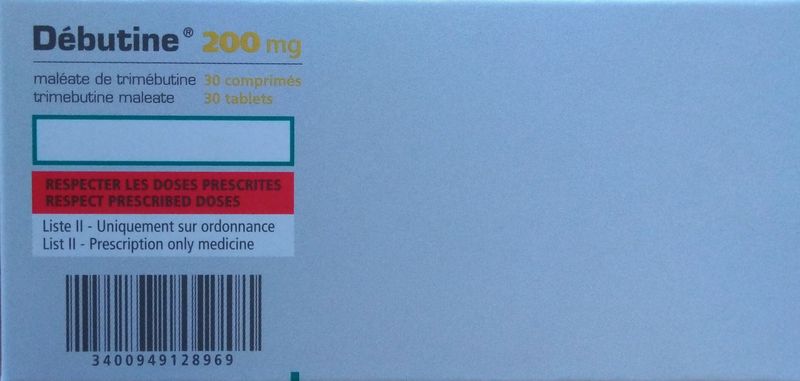 Débutine® 200 mg
maléate de trimébutine 30 comprimés
trimebutine maleate 30 tablets
RESPECTER LES DOSES PRESCRITES
RESPECT PRESCRIBED DOSES
Liste II - Uniquement sur ordonnance
List II - Prescription only medicine
3400949128969